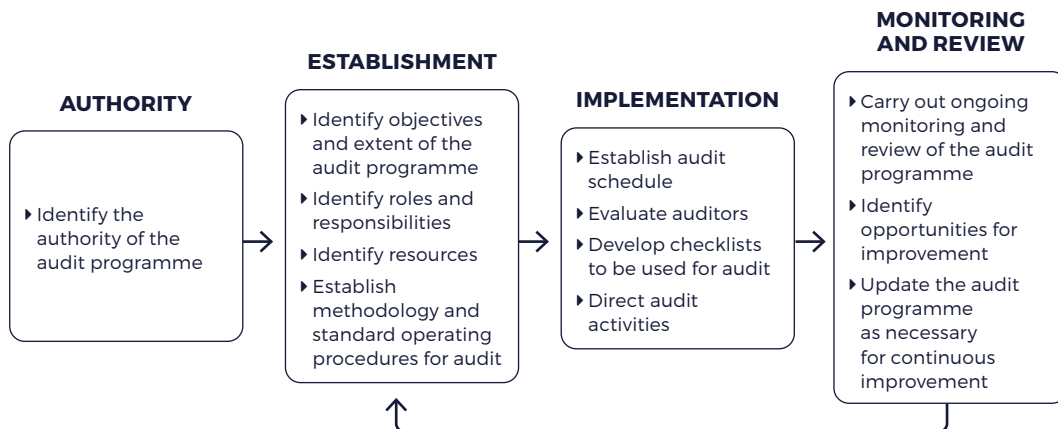 AUTHORITY
Identify the
authority of the
audit programme
ESTABLISHMENT
Identify objectives
and extent of the
audit programme
Identify roles and
responsibilities
Identify resources
Establish
methodology and
standard operating
procedures for audit
IMPLEMENTATION
Establish audit
schedule
Evaluate auditors
Develop checklists
to be used for audit
Direct audit
activities
MONITORING
AND REVIEW
Carry out ongoing
monitoring and
review of the audit
programme
Identify
opportunities for
improvement
Update the audit
programme
as necessary
for continuous
improvement